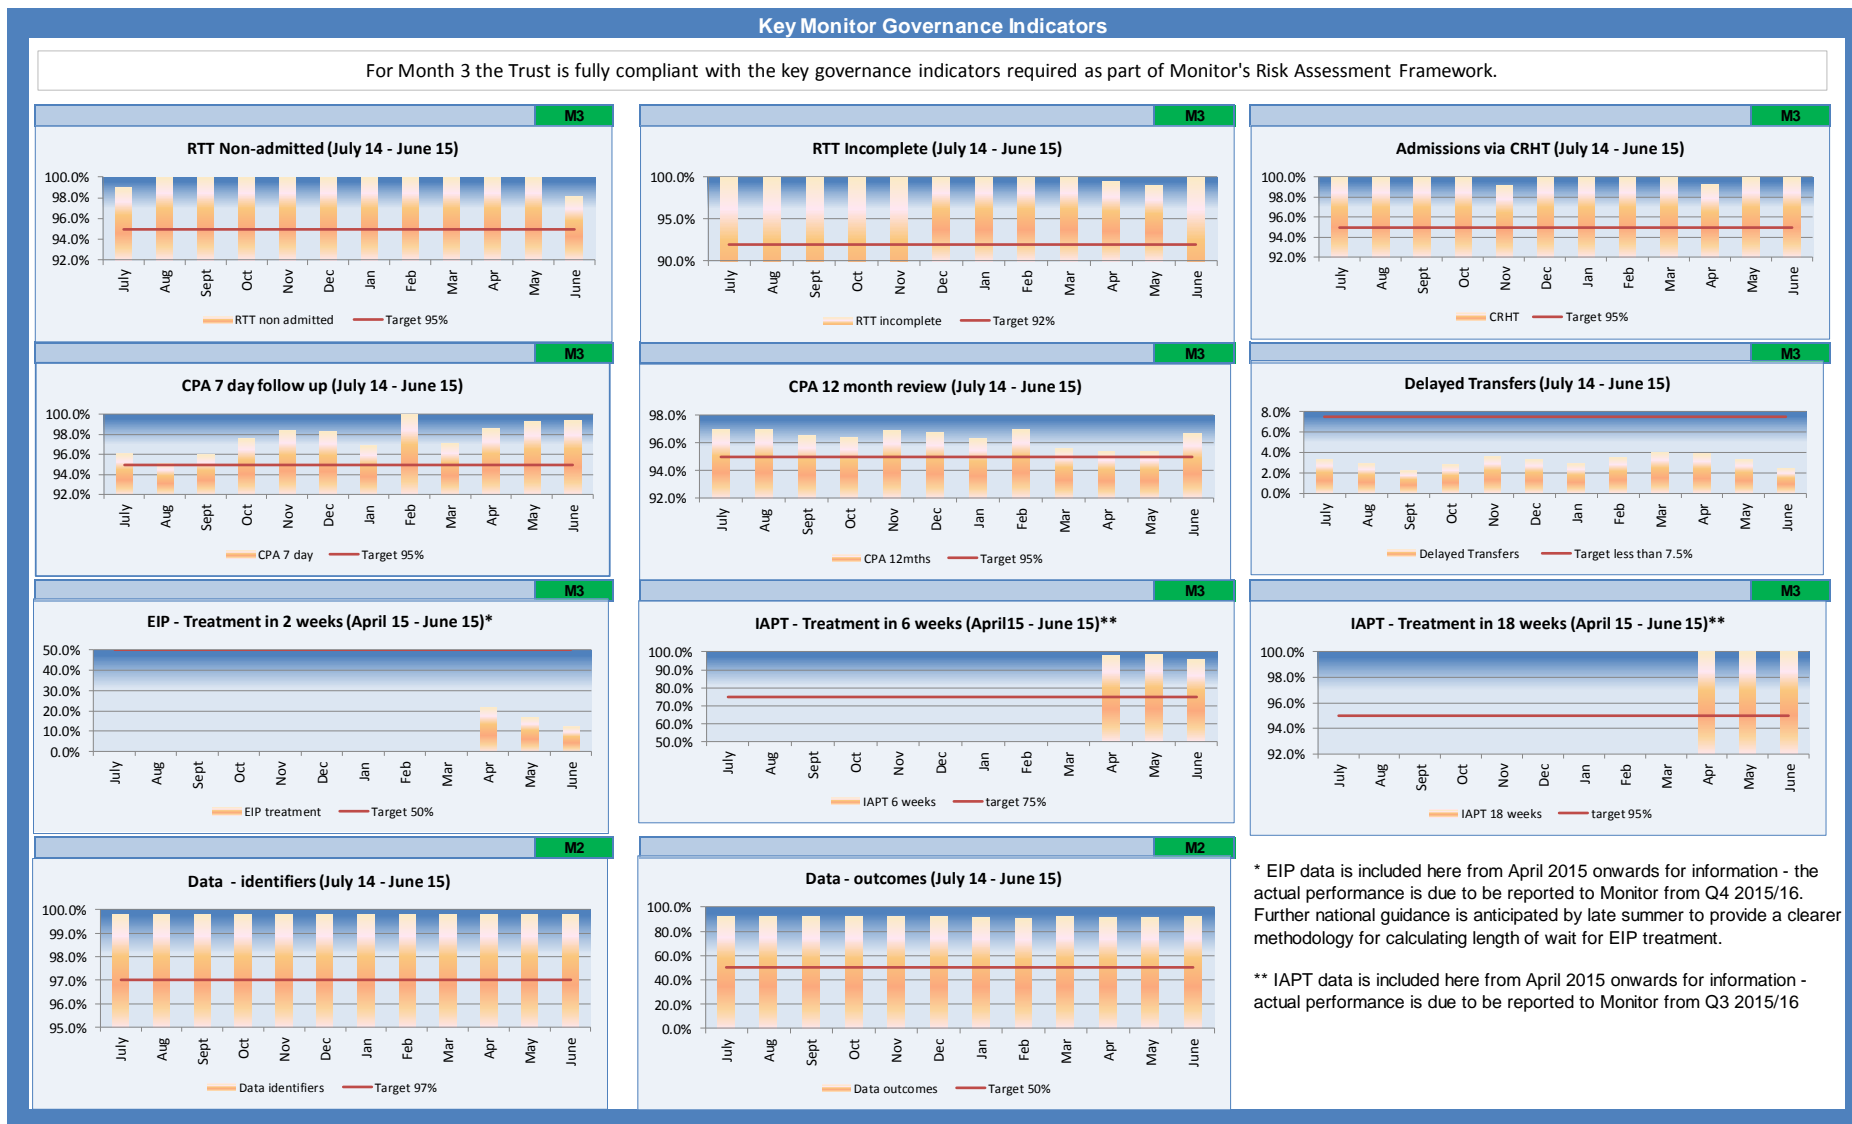 Key Monitor Governance Indicators
For Month 3 the Trust is fully compliant with the key governance indicators required as part of Monitor's Risk Assessment Framework.
M3
RTT Non-admitted (July 14 - June 15)
100.0%
98.0%
96.0%
94.0%
92.0%
July Aug Sept Oct Nov Dec Jan Feb Mar Apr May June
RTT non admitted Target 95%
M3
RTT Incomplete (July 14 - June 15)
100.0%
95.0%
90.0%
July Aug Sept Oct Nov Dec Jan Feb Mar Apr May June
RTT incomplete Target 92%
M3
Admissions via CRHT (July 14 - June 15)
100.0%
98.0%
96.0%
94.0%
92.0%
July Aug Sept Oct Nov Dec Jan Feb Mar Apr May June
CRHT Target 95%
M3
CPA 7 day follow up (July 14 - June 15)
100.0%
98.0%
96.0%
94.0%
92.0%
July Aug Sept Oct Nov Dec Jan Feb Mar Apr May June
CPA 7 day Target 95%
M3
CPA 12 month review (July 14 - June 15)
98.0%
96.0%
94.0%
92.0%
July Aug Sept Oct Nov Dec Jan Feb Mar Apr May June
CPA 12mths Target 95%
M3
Delayed Transfers (July 14 - June 15)
8.0%
6.0%
4.0%
2.0%
0.0%
July Aug Sept Oct Nov Dec Jan Feb Mar Apr May June
Delayed Transfers Target less than 7.5%
M3
EIP - Treatment in 2 weeks (April 15 - June 15)*
50.0%
40.0%
30.0%
20.0%
10.0%
0.0%
July Aug Sept Oct Nov Dec Jan Feb Mar Apr May June
EIP treatment Target 50%
M3
IAPT - Treatment in 6 weeks (April15 - June 15)**
100.0%
90.0%
80.0%
70.0%
60.0%
50.0%
July Aug Sept Oct Nov Dec Jan Feb Mar Apr May June
IAPT 6 weeks target 75%
M3
IAPT - Treatment in 18 weeks (April 15 - June 15)**
100.0%
98.0%
96.0%
94.0%
92.0%
July Aug Sept Oct Nov Dec Jan Feb Mar Apr May June
IAPT 18 weeks target 95%
M2
Data - identifiers (July 14 - June 15)
100.0%
99.0%
98.0%
97.0%
96.0%
95.0%
July Aug Sept Oct Nov Dec Jan Feb Mar Apr May June
Data identifiers Target 97%
M2
Data - outcomes (July 14 - June 15)
100.0%
80.0%
60.0%
40.0%
20.0%
0.0%
July Aug Sept Oct Nov Dec Jan Feb Mar Apr May June
Data outcomes Target 50%
* EIP data is included here from April 2015 onwards for information - the
actual performance is due to be reported to Monitor from Q4 2015/16.
Further national guidance is anticipated by late summer to provide a clearer
methodology for calculating length of wait for EIP treatment.
** IAPT data is included here from April 2015 onwards for information -
actual performance is due to be reported to Monitor from Q3 2015/16